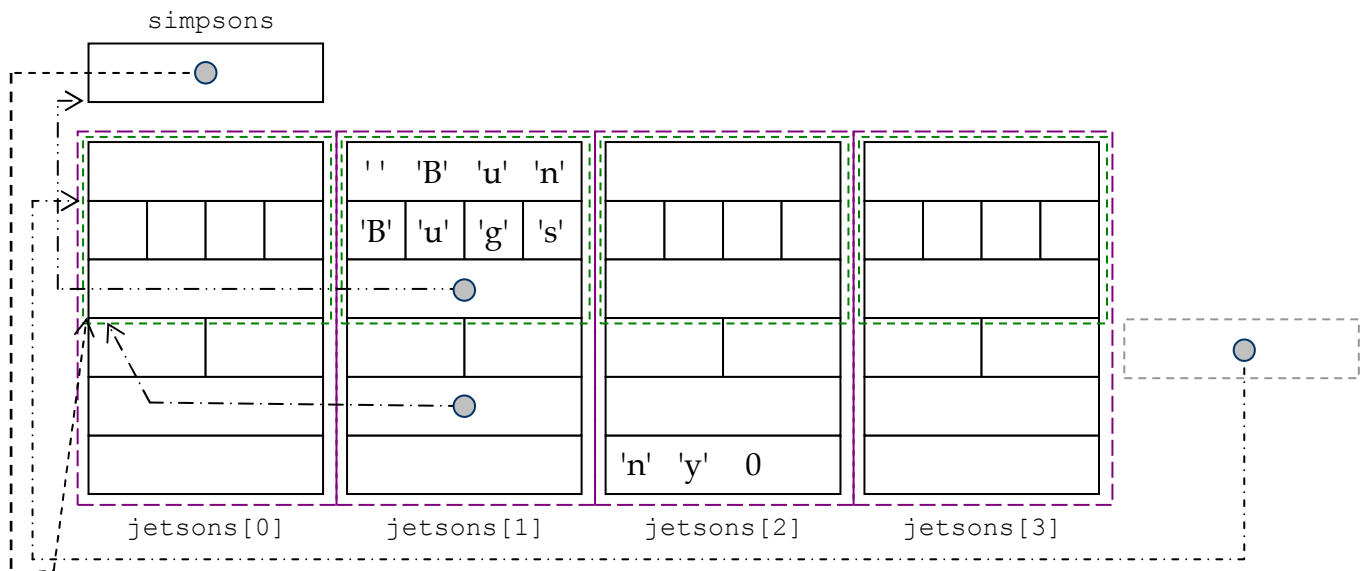 simpsons
' ' 'B' 'u' 'n'
'B' 'u' 'g' 's'
'n' 'y' 0
jetsons[0] jetsons[1] jetsons[2] jetsons[3]